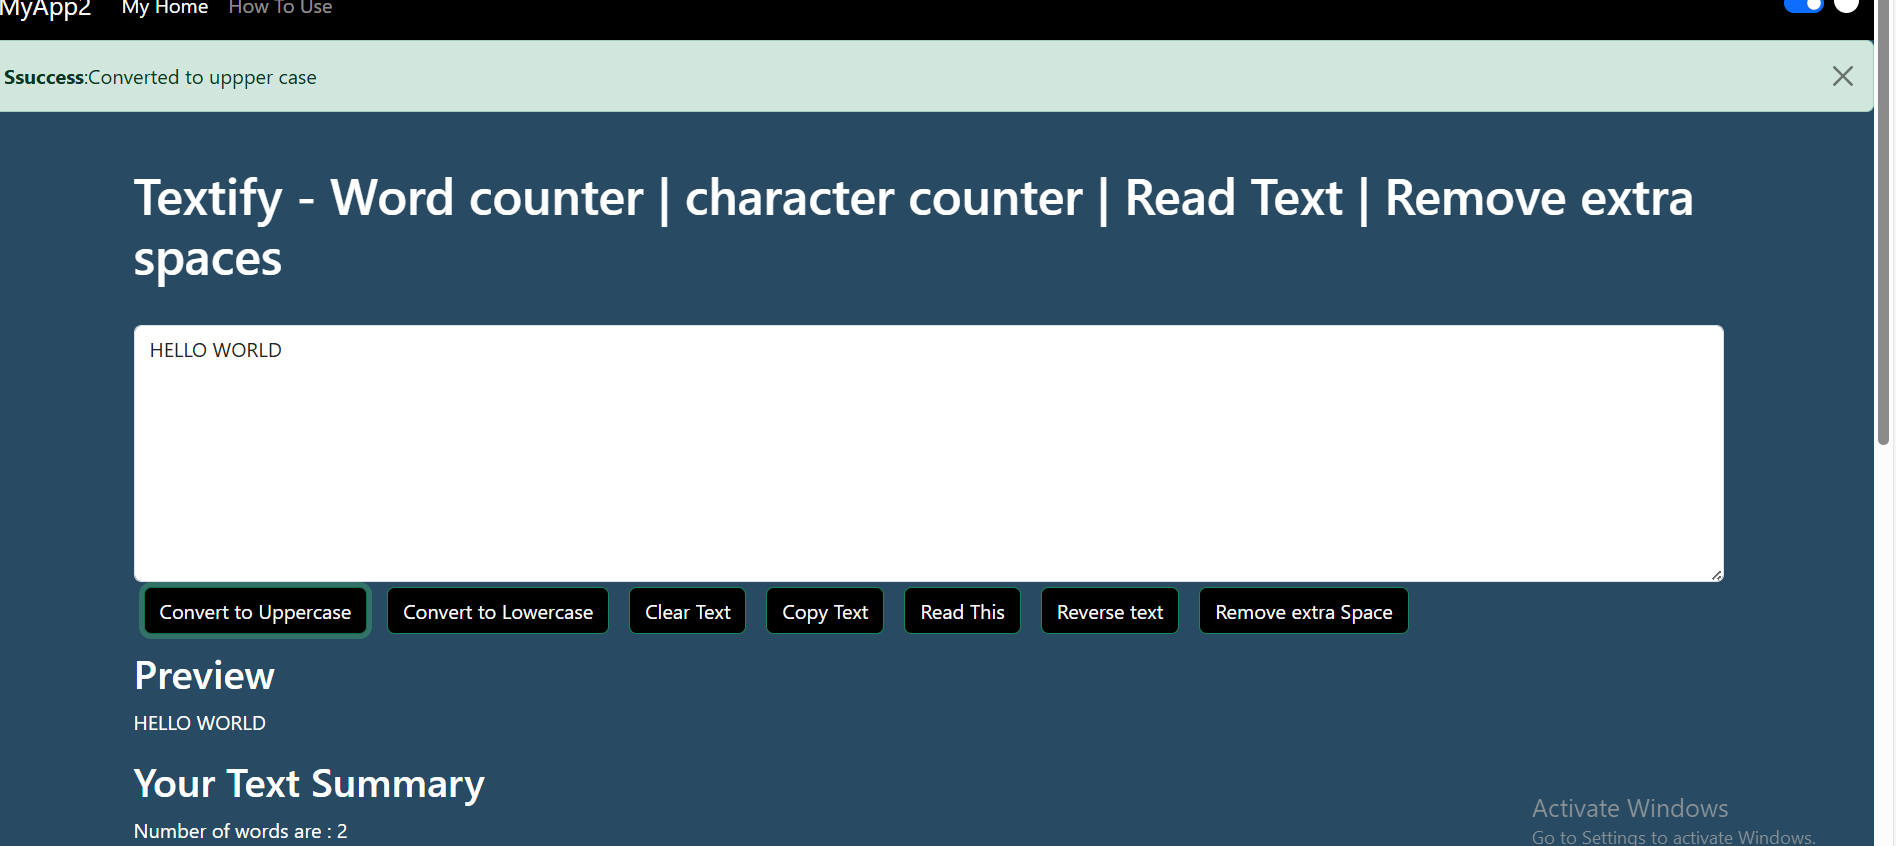 MyApp2 My Home How To Use
Ssuccess:Converted to uppper case
Textify - Word counter | character counter | Read Text | Remove extra
spaces
HELLO WORLD
Convert to Uppercase Convert to Lowercase Clear Text Copy Text Read This Reverse text Remove extra Space
Preview
HELLO WORLD
Your Text Summary
Number of words are : 2
Activate Windows
Go to Settings to activate Windows.